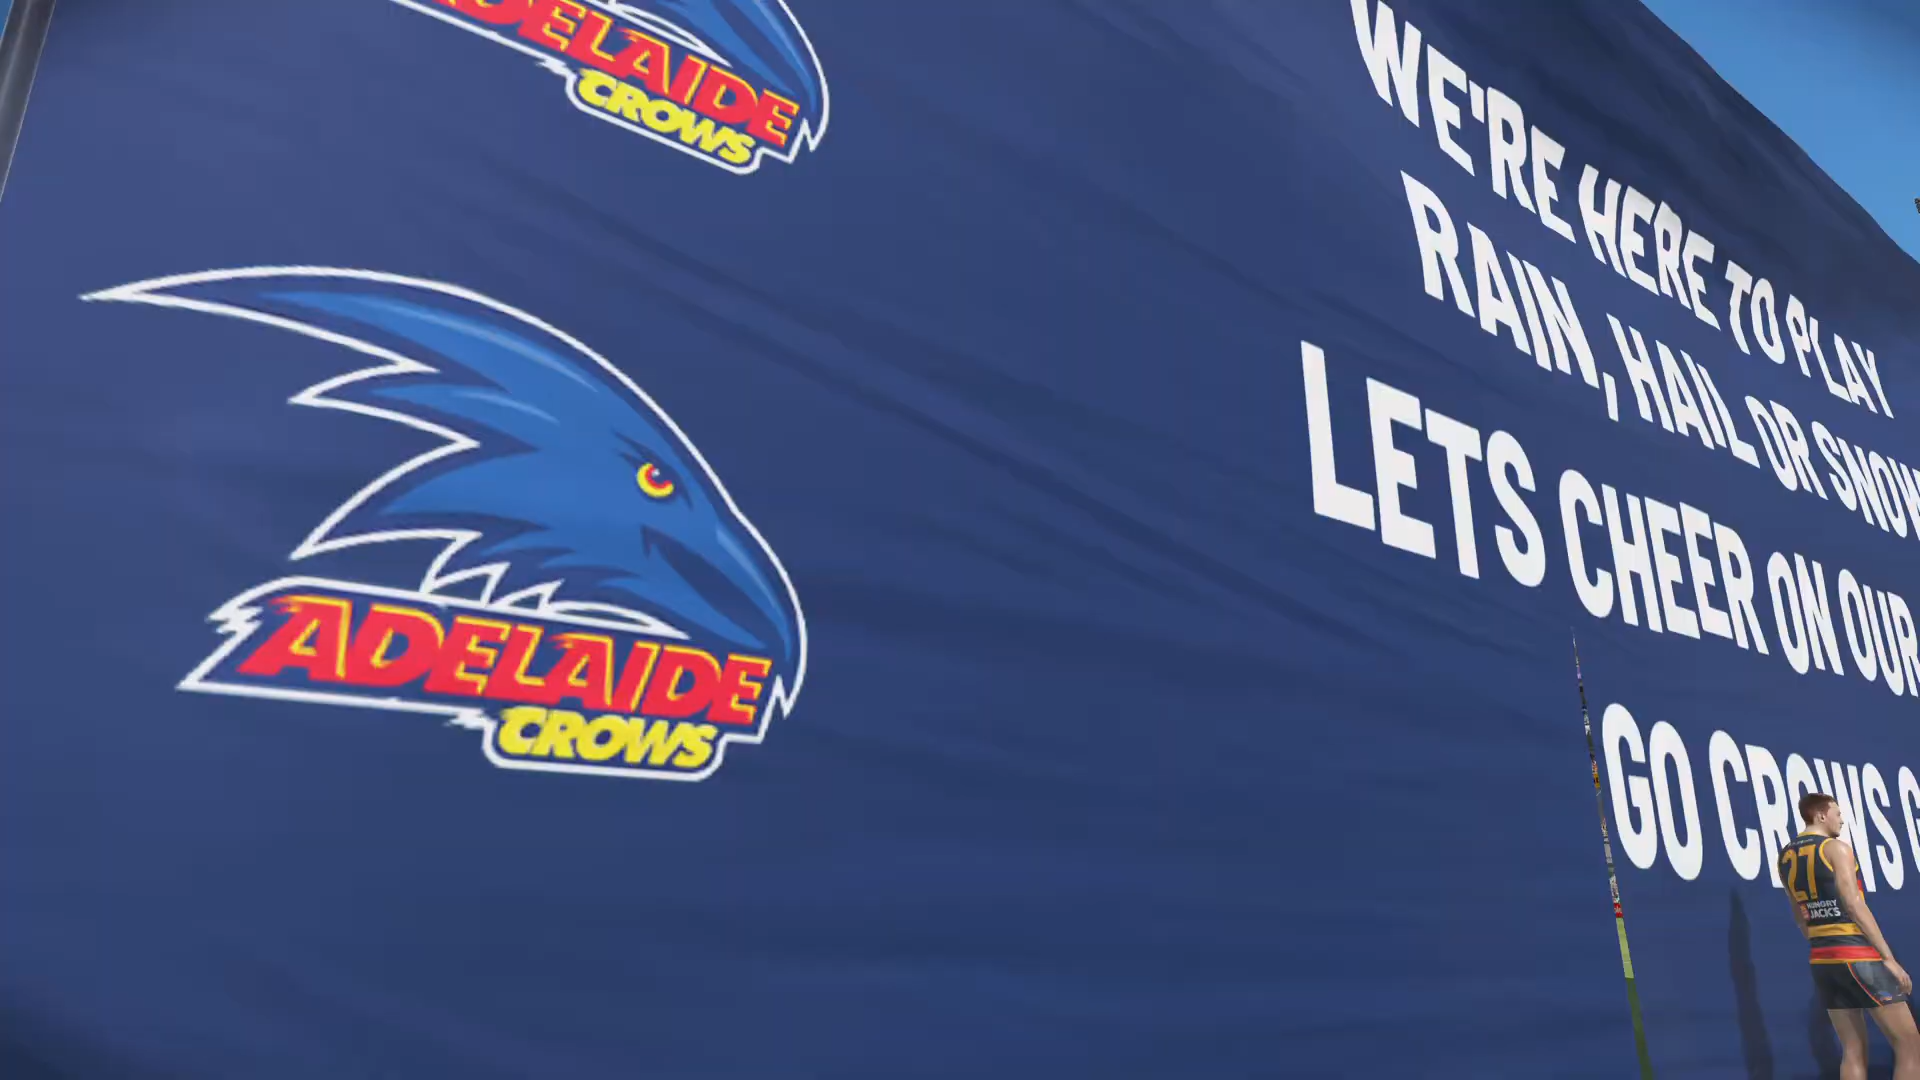 ADELAIDE
CROWS
ADELAIDE
CROWS
WE'RE HERE TO PLAY
RAIN, HAIL OR SNOW
LETS CHEER ON OUR
GO CROWS G
27
HUNGRY
JACK'S